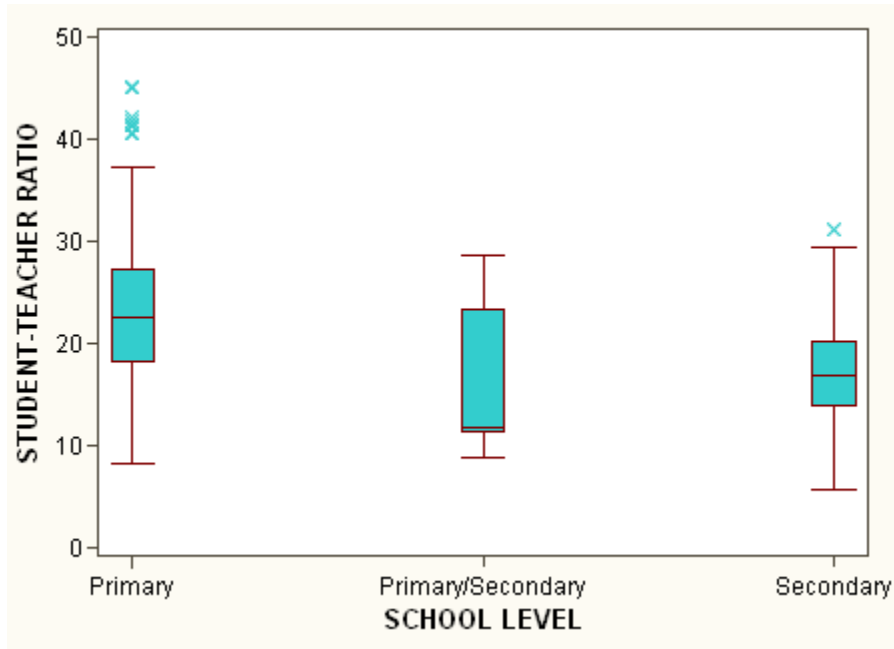 50
40
30
20
10
0
STUDENT-TEACHER RATIO
Primary
Primary/Secondary
Secondary
SCHOOL LEVEL